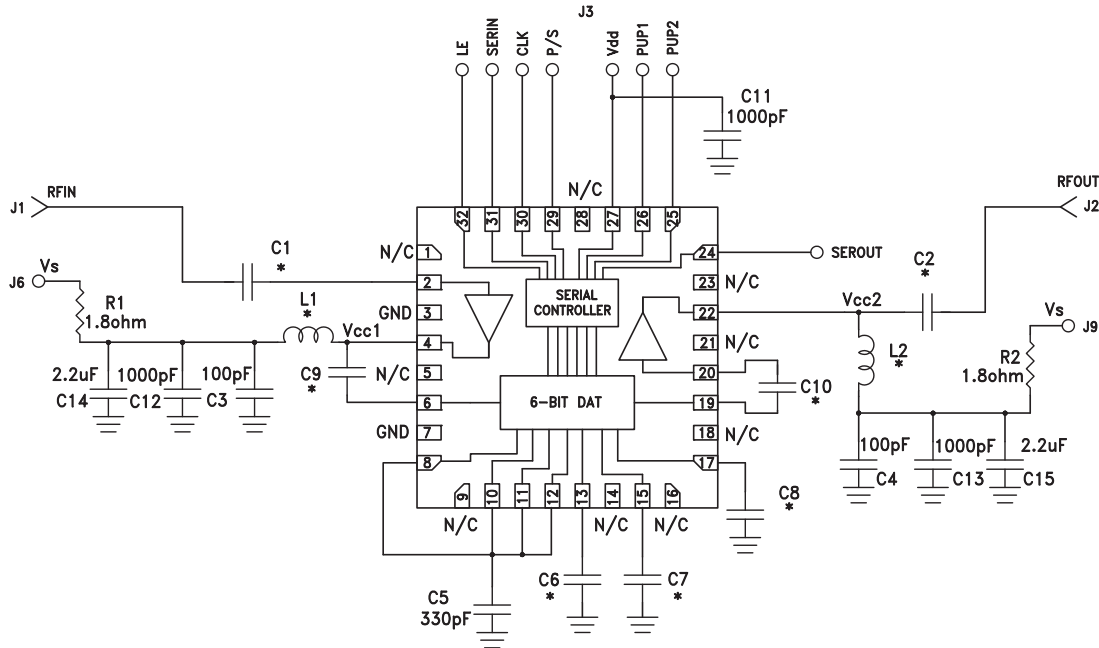 J3
LE
SERIN
CLK
P/S
Vdd
PUP1
PUP2
C11
1000pF
N/C
RFIN
J1
RFOUT
J2
32
31
30
29
28
27
26
25
C1
*
N/C
1
24
SEROUT
C2
*
Vs
J6
2
SERIAL
CONTROLLER
23
N/C
R1
1.8ohm
L1
*
GND
3
22
Vcc2
Vs
J9
Vcc1
4
21
N/C
L2
*
R2
1.8ohm
2.2uF
C14
1000pF
C12
100pF
C3
C9
*
N/C
5
20
C10
*
6
6-BIT DAT
19
GND
7
18
N/C
100pF
C4
1000pF
C13
2.2uF
C15
8
17
9
10
11
12
13
14
15
16
C8
*
N/C
N/C
N/C
C5
330pF
C6
*
C7
*